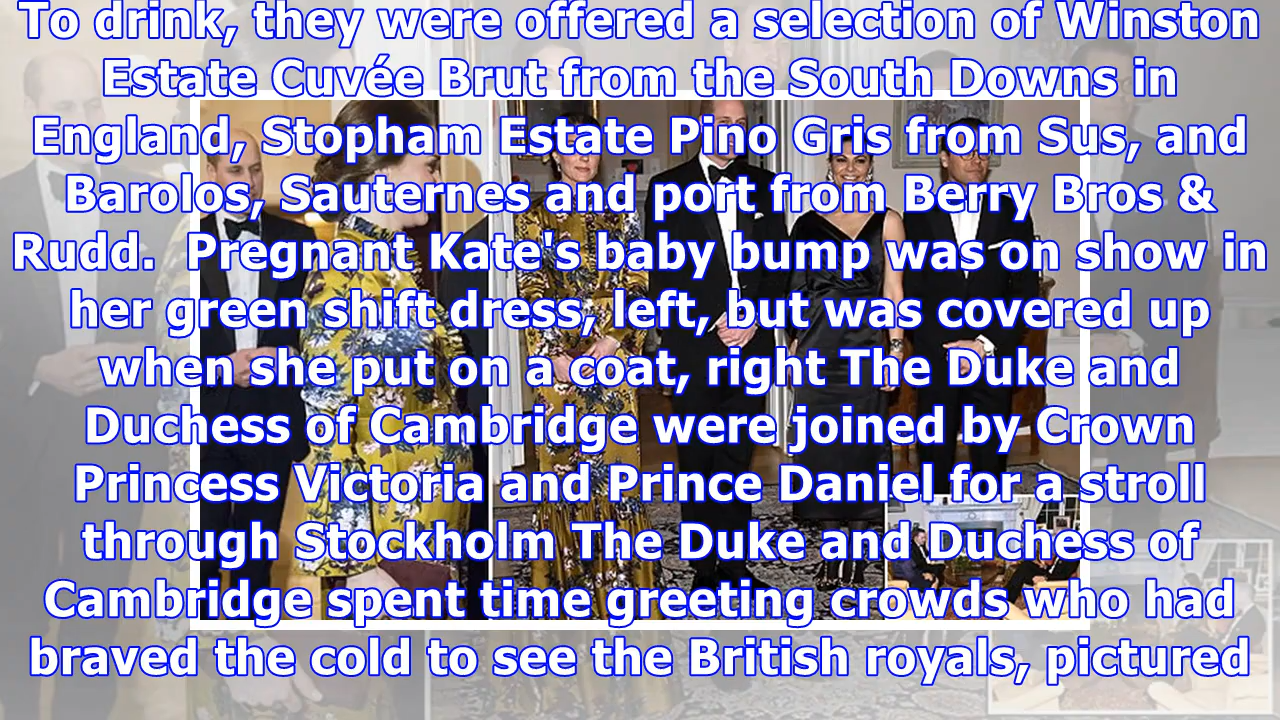 To drink, they were offered a selection of Winston
Estate Cuvée Brut from the South Downs in
England, Stopham Estate Pino Gris from Sus, and
Barolos, Sauternes and port from Berry Bros &
Rudd.  Pregnant Kate's baby bump was on show in
her green shift dress, left, but was covered up
when she put on a coat, right The Duke and
Duchess of Cambridge were joined by Crown
Princess Victoria and Prince Daniel for a stroll
through Stockholm The Duke and Duchess of
Cambridge spent time greeting crowds who had
braved the cold to see the British royals, pictured